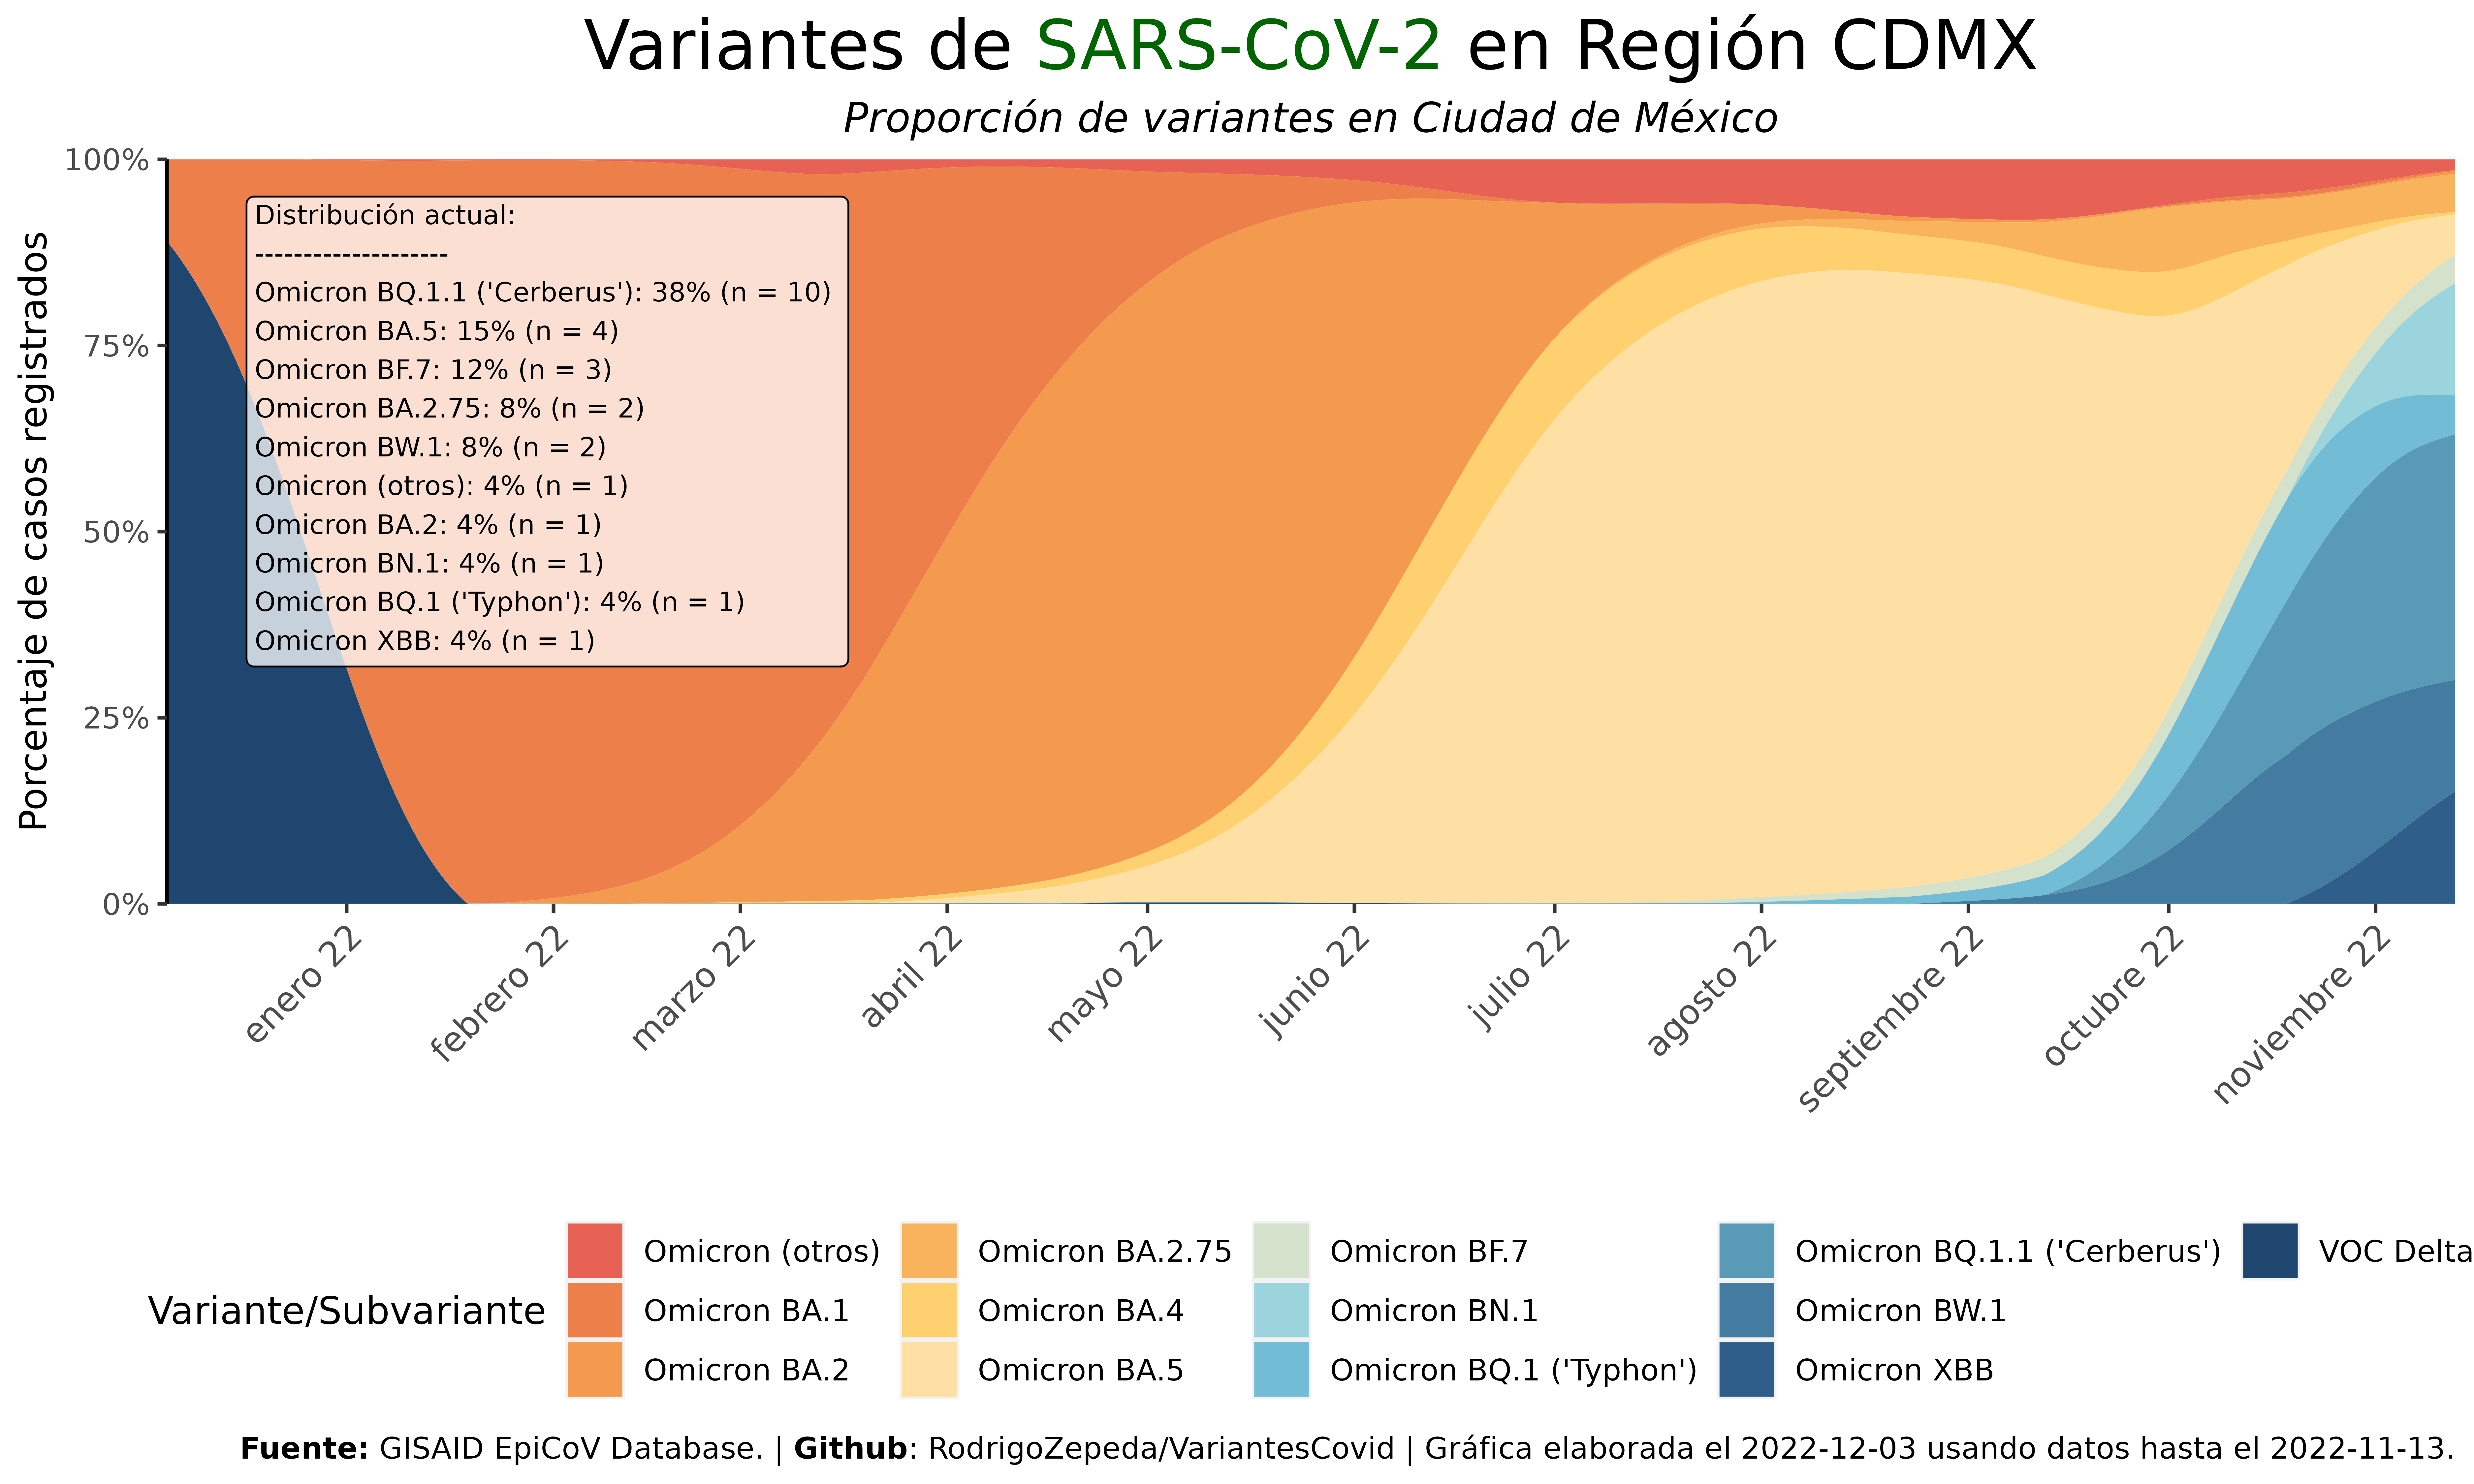 Variantes de SARS-CoV-2 en Región CDMX
Proporción de variantes en Ciudad de México
Porcentaje de casos registrados
100%
75%
50%
25%
0%
Distribución actual:
--------------------
Omicron BQ.1.1 ('Cerberus'): 38% (n = 10)
Omicron BA.5: 15% (n = 4)
Omicron BF.7: 12% (n = 3)
Omicron BA.2.75: 8% (n = 2)
Omicron BW.1: 8% (n = 2)
Omicron (otros): 4% (n = 1)
Omicron BA.2: 4% (n = 1)
Omicron BN.1: 4% (n = 1)
Omicron BQ.1 ('Typhon'): 4% (n = 1)
Omicron XBB: 4% (n = 1)
enero 22
febrero 22
marzo 22
abril 22
mayo 22
junio 22
julio 22
agosto 22
septiembre 22
octubre 22
noviembre 22
Variante/Subvariante
Omicron (otros)
Omicron BA.1
Omicron BA.2
Omicron BA.2.75
Omicron BA.4
Omicron BA.5
Omicron BF.7
Omicron BN.1
Omicron BQ.1 ('Typhon')
Omicron BQ.1.1 ('Cerberus')
Omicron BW.1
Omicron XBB
VOC Delta
Fuente: GISAID EpiCoV Database. | Github: RodrigoZepeda/VariantesCovid | Gráfica elaborada el 2022-12-03 usando datos hasta el 2022-11-13.